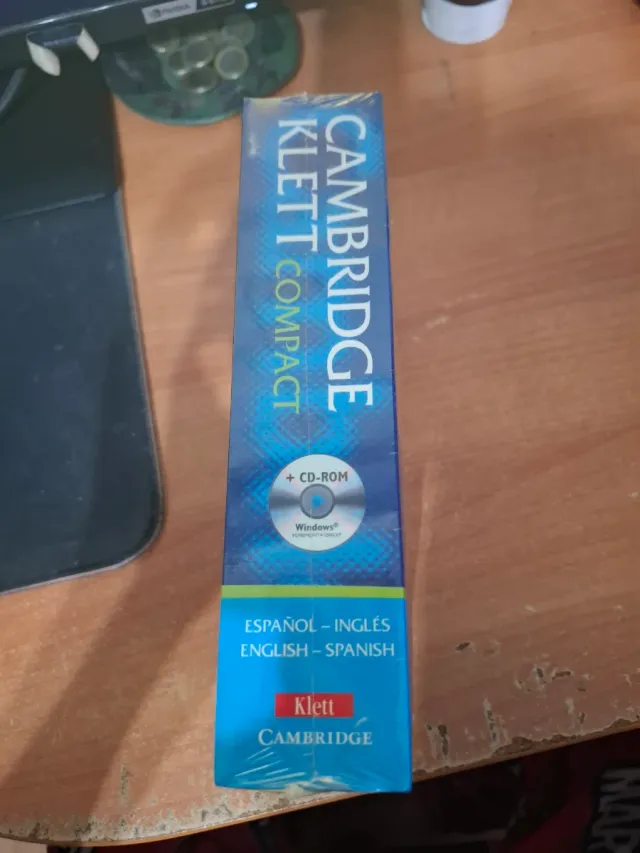 CAMBRIDGE
KLETT COMPACT
+ CD-ROM
Windows®
ESPAÑOL – INGLÉS
ENGLISH – SPANISH
Klett
CAMBRIDGE